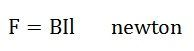 F = BIl newton